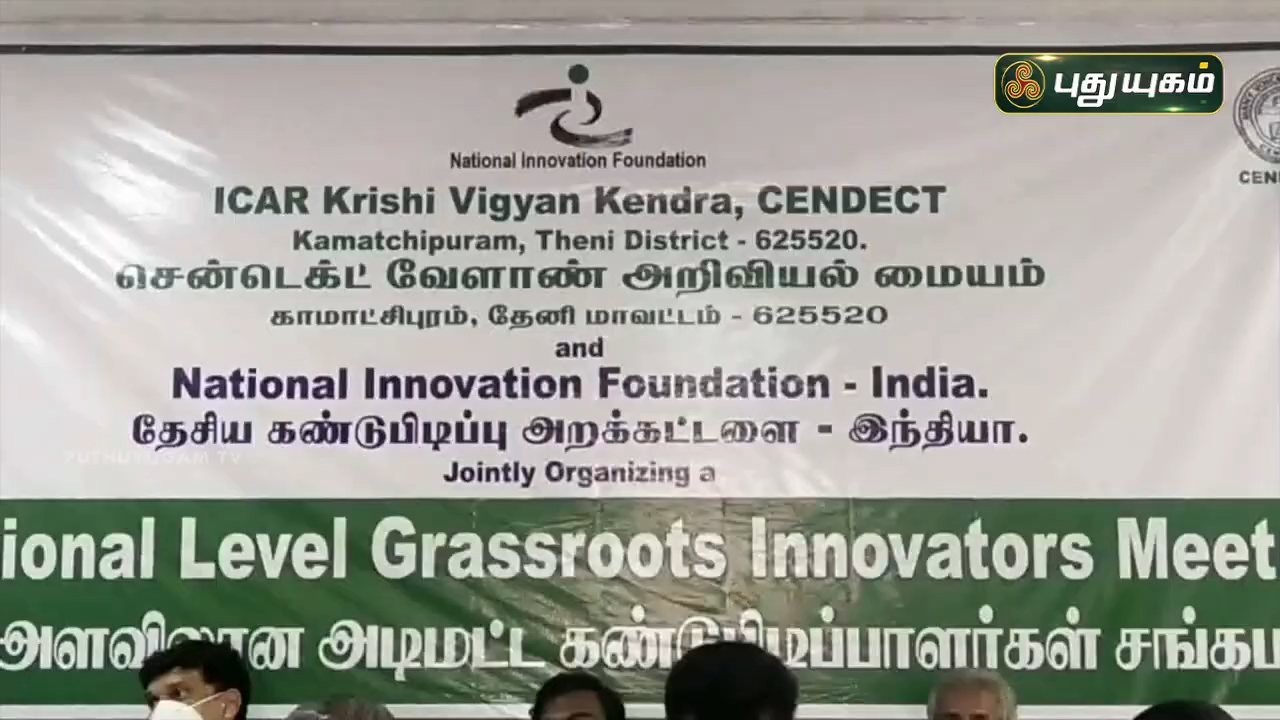 புதுயுகம்
National Innovation Foundation
ICAR Krishi Vigyan Kendra, CENDECT
Kamatchipuram, Theni District - 625520.
சென்டெக்ட் வேளாண் அறிவியல் மையம்
காமாட்சிபுரம், தேனி மாவட்டம் - 625520
and
National Innovation Foundation - India.
தேசிய கண்டுபிடிப்பு அறக்கட்டளை - இந்தியா.
PUTHUYUGAM TV
Jointly Organizing a
ional Level Grassroots Innovators Meet
அளவிலான அடிமட்ட கண்டுபிடிப்பாளர்கள் சங்கம